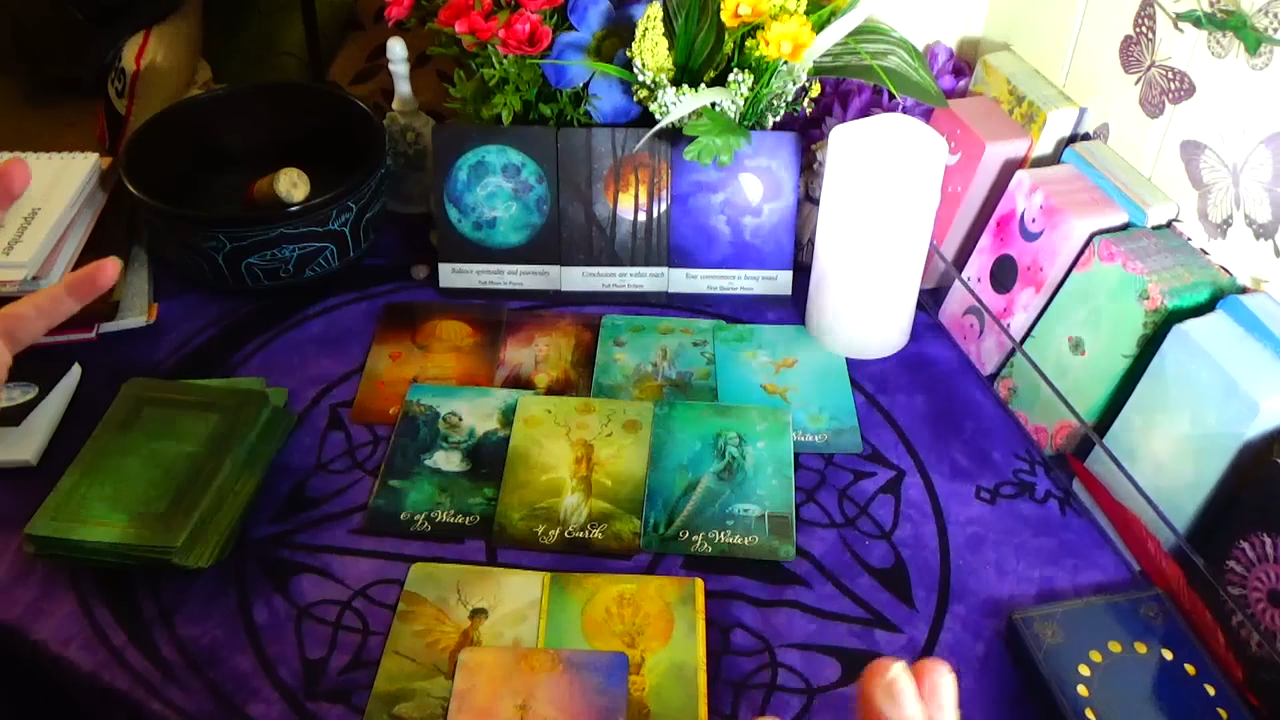 september
Balance spirituality and practicality
Full Moon in Pisces
Conclusions are within reach
Full Moon Eclipse
Your commitment is being tested
First Quarter Moon
Water
6 of Water
4 of Earth
9 of Water